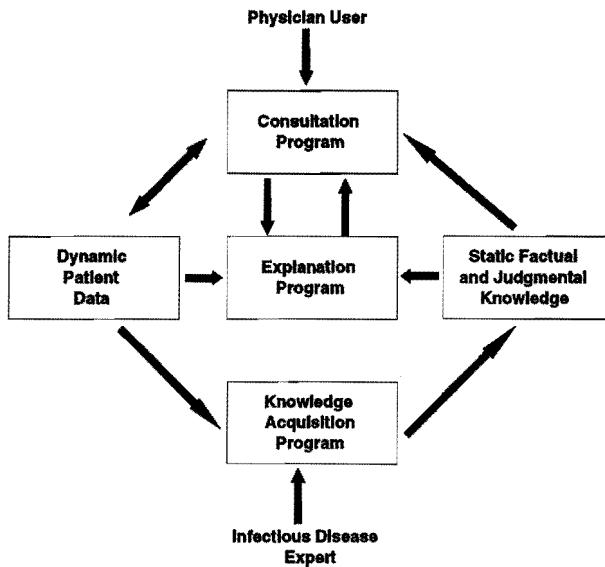 Physician User
Consultation
Program
Dynamic
Patient
Data
Explanation
Program
Static Factual
and Judgmental
Knowledge
Knowledge
Acquisition
Program
Infectious Disease
Expert